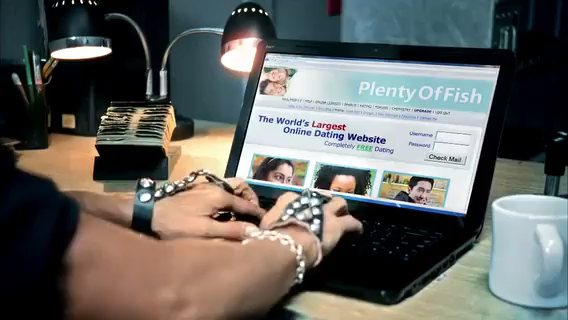 PlentyOfFish
The World's Largest
Online Dating Website
Completely FREE Dating
Username
Password
Check Mail